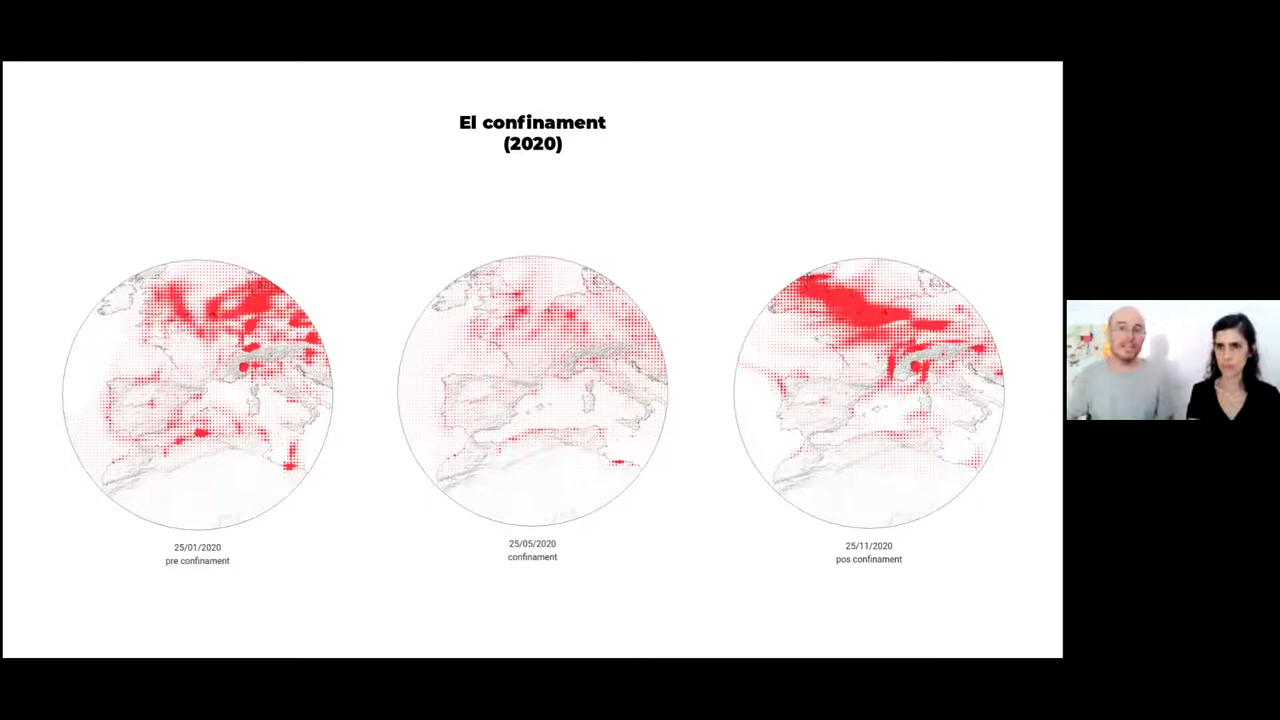 El confinament
(2020)
25/01/2020
pre confinament
25/05/2020
confinament
25/11/2020
pos confinament